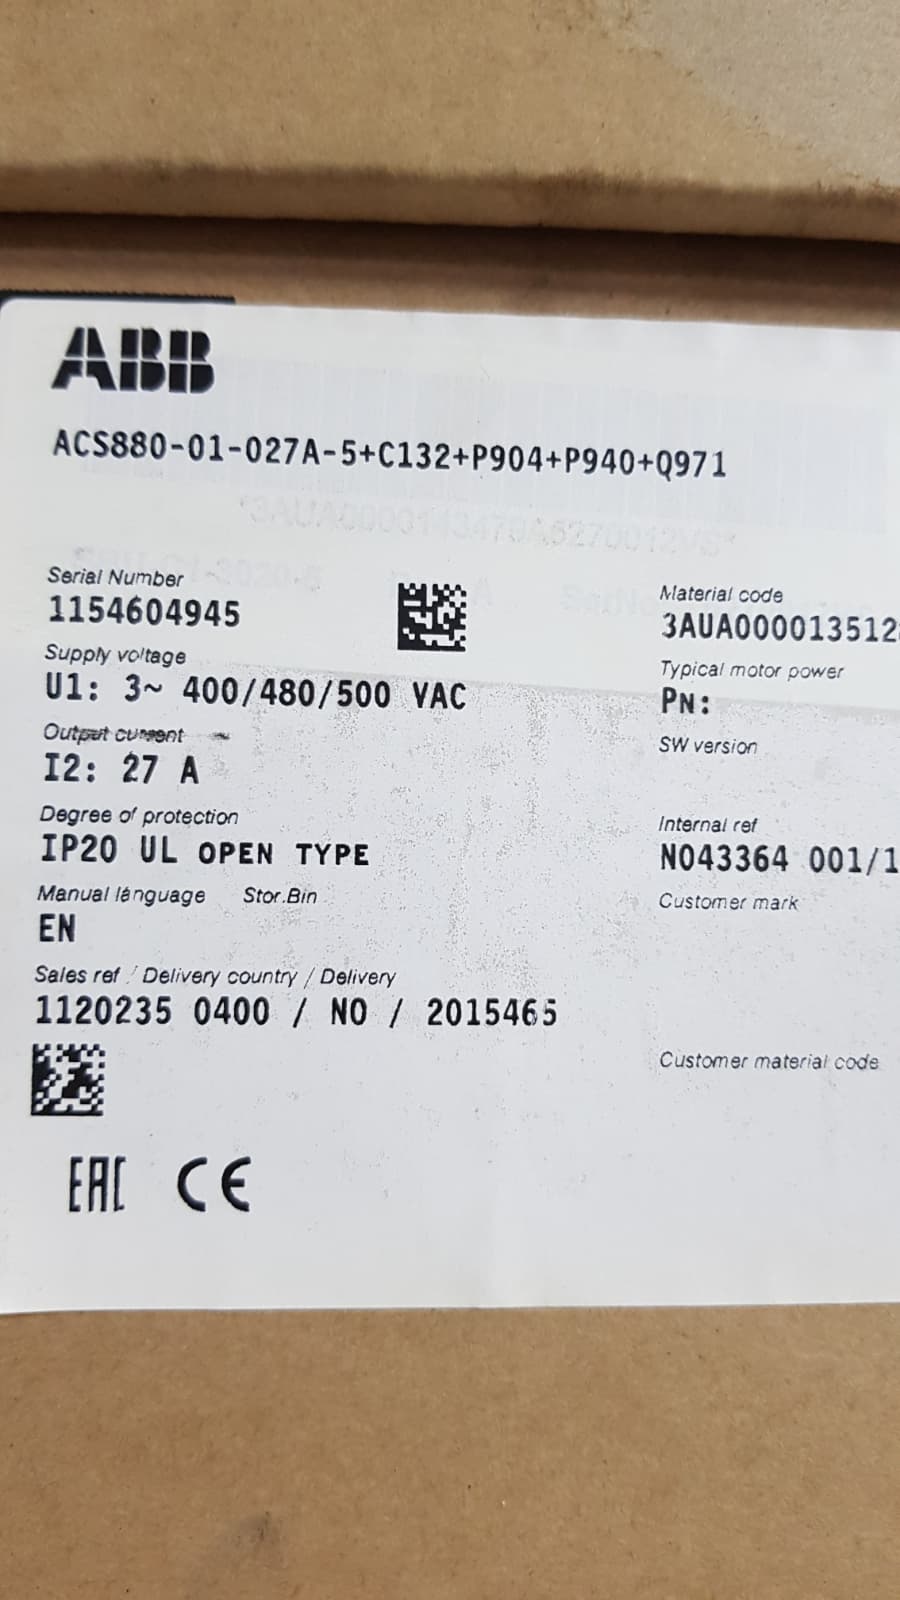 ABB
ACS880-01-027A-5+C132+P904+P940+Q971
Serial Number
1154604945
Supply voltage
U1: 3~ 400/480/500 VAC
Output current
I2: 27 A
Degree of protection
IP20 UL OPEN TYPE
Manual language Stor.Bin
EN
Sales ref / Delivery country / Delivery
1120235 0400 / NO / 2015465
Material code
3AUA000013512
Typical motor power
PN:
SW version
Internal ref
NO43364 001/1
Customer mark
Customer material code
EAC CE